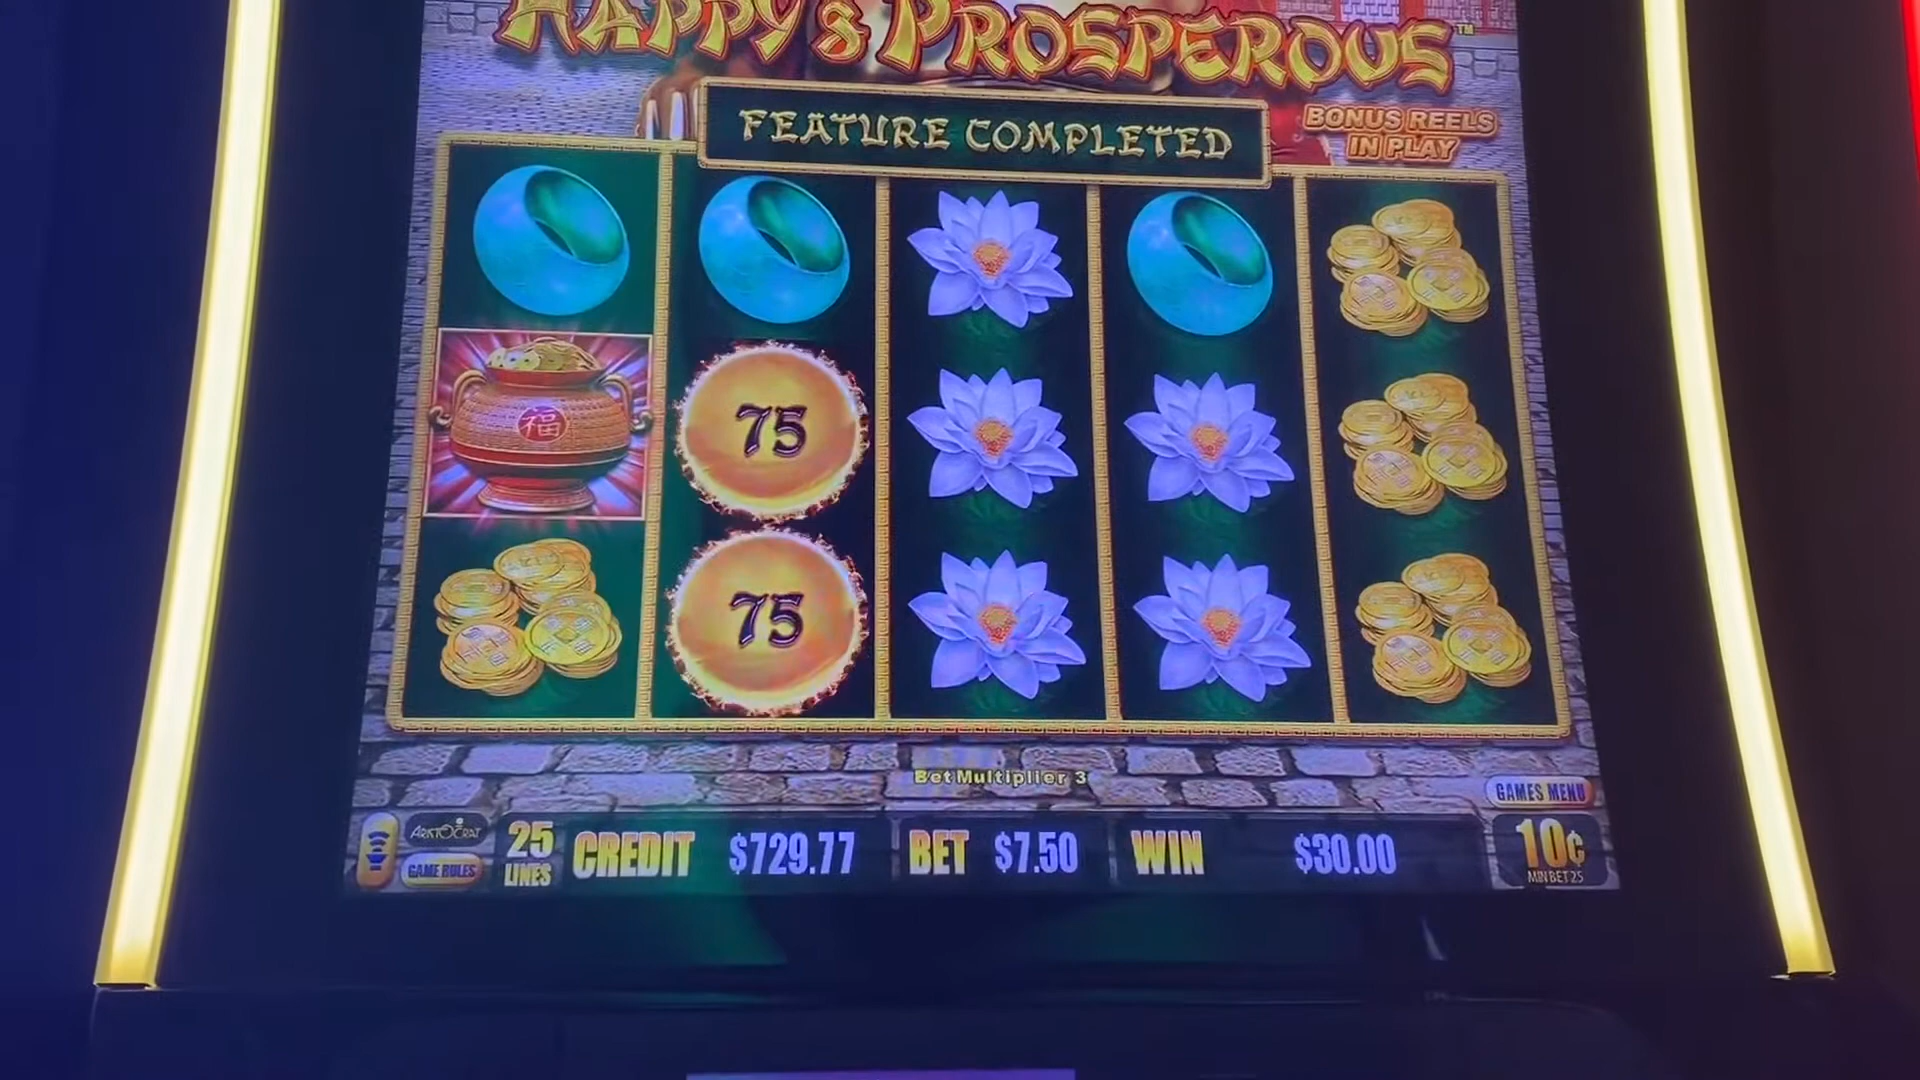 HAPPY & PROSPEROUS™
FEATURE COMPLETED
BONUS REELS
IN PLAY
福
75
75
Bet Multiplier 3
GAMES MENU
ARISTOCRAT
GAME RULES
25
LINES
CREDIT $729.77
BET $7.50
WIN $30.00
10¢
MIN BET 25